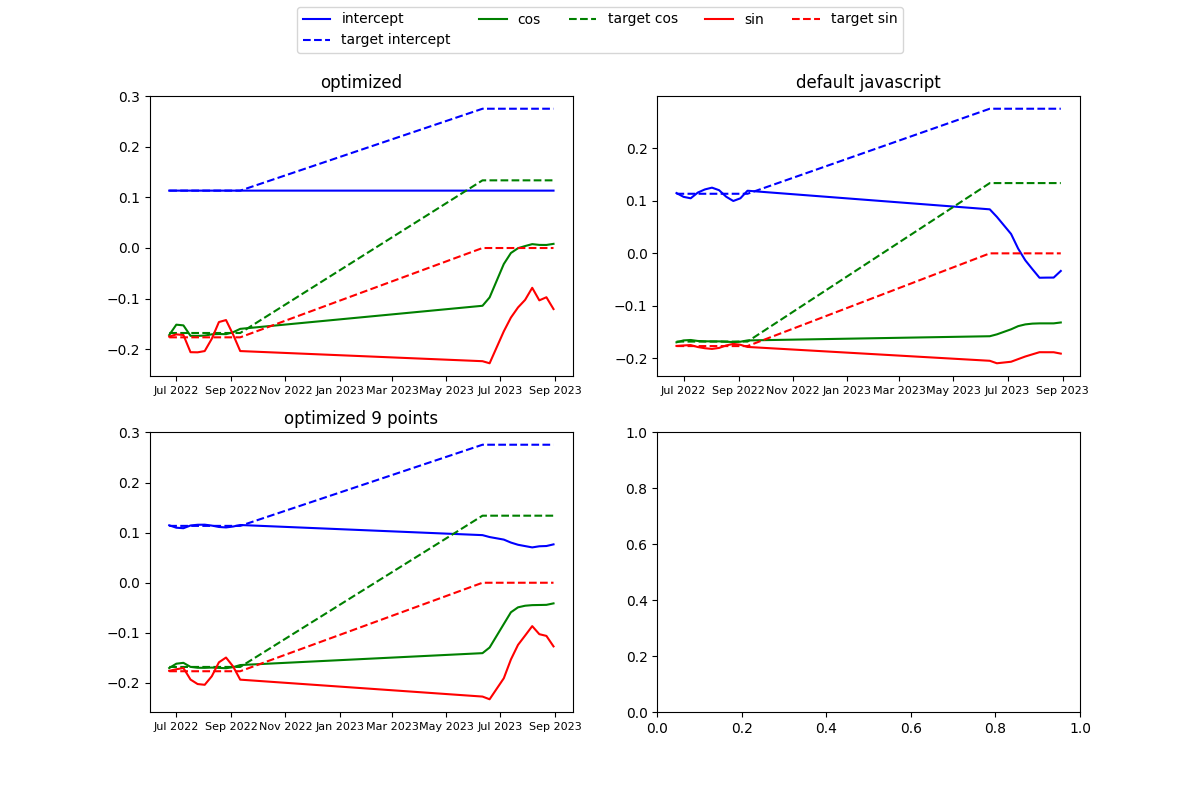 intercept cos target cos sin target sin
target intercept
optimized
0.3
0.2
0.1
0.0
−0.1
−0.2
Jul 2022 Sep 2022 Nov 2022 Jan 2023 Mar 2023 May 2023 Jul 2023 Sep 2023
default javascript
0.2
0.1
0.0
−0.1
−0.2
Jul 2022 Sep 2022 Nov 2022 Jan 2023 Mar 2023 May 2023 Jul 2023 Sep 2023
optimized 9 points
0.3
0.2
0.1
0.0
−0.1
−0.2
Jul 2022 Sep 2022 Nov 2022 Jan 2023 Mar 2023 May 2023 Jul 2023 Sep 2023
1.0
0.8
0.6
0.4
0.2
0.0
0.0 0.2 0.4 0.6 0.8 1.0